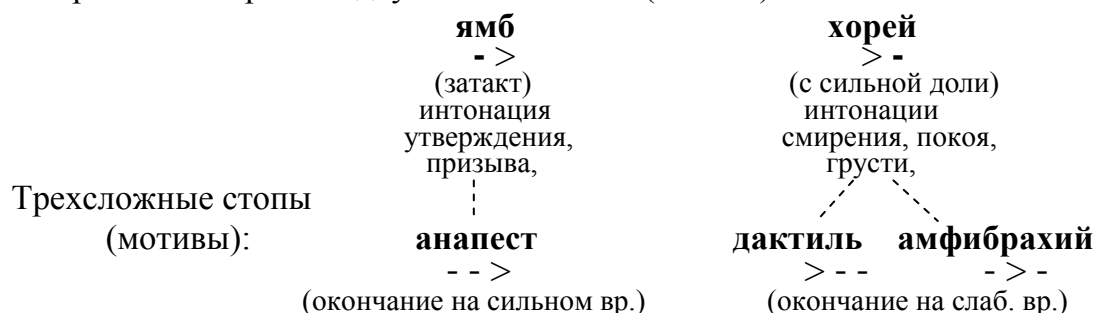 ямб хорей
- > > -
(затакт) (с сильной доли)
интонация интонации
утверждения, смирения, покоя,
призыва, грусти,
Трехсложные стопы
(мотивы): анапест дактиль амфибрахий
- - > > - - - > -
(окончание на сильном вр.) (окончание на слаб. вр.)